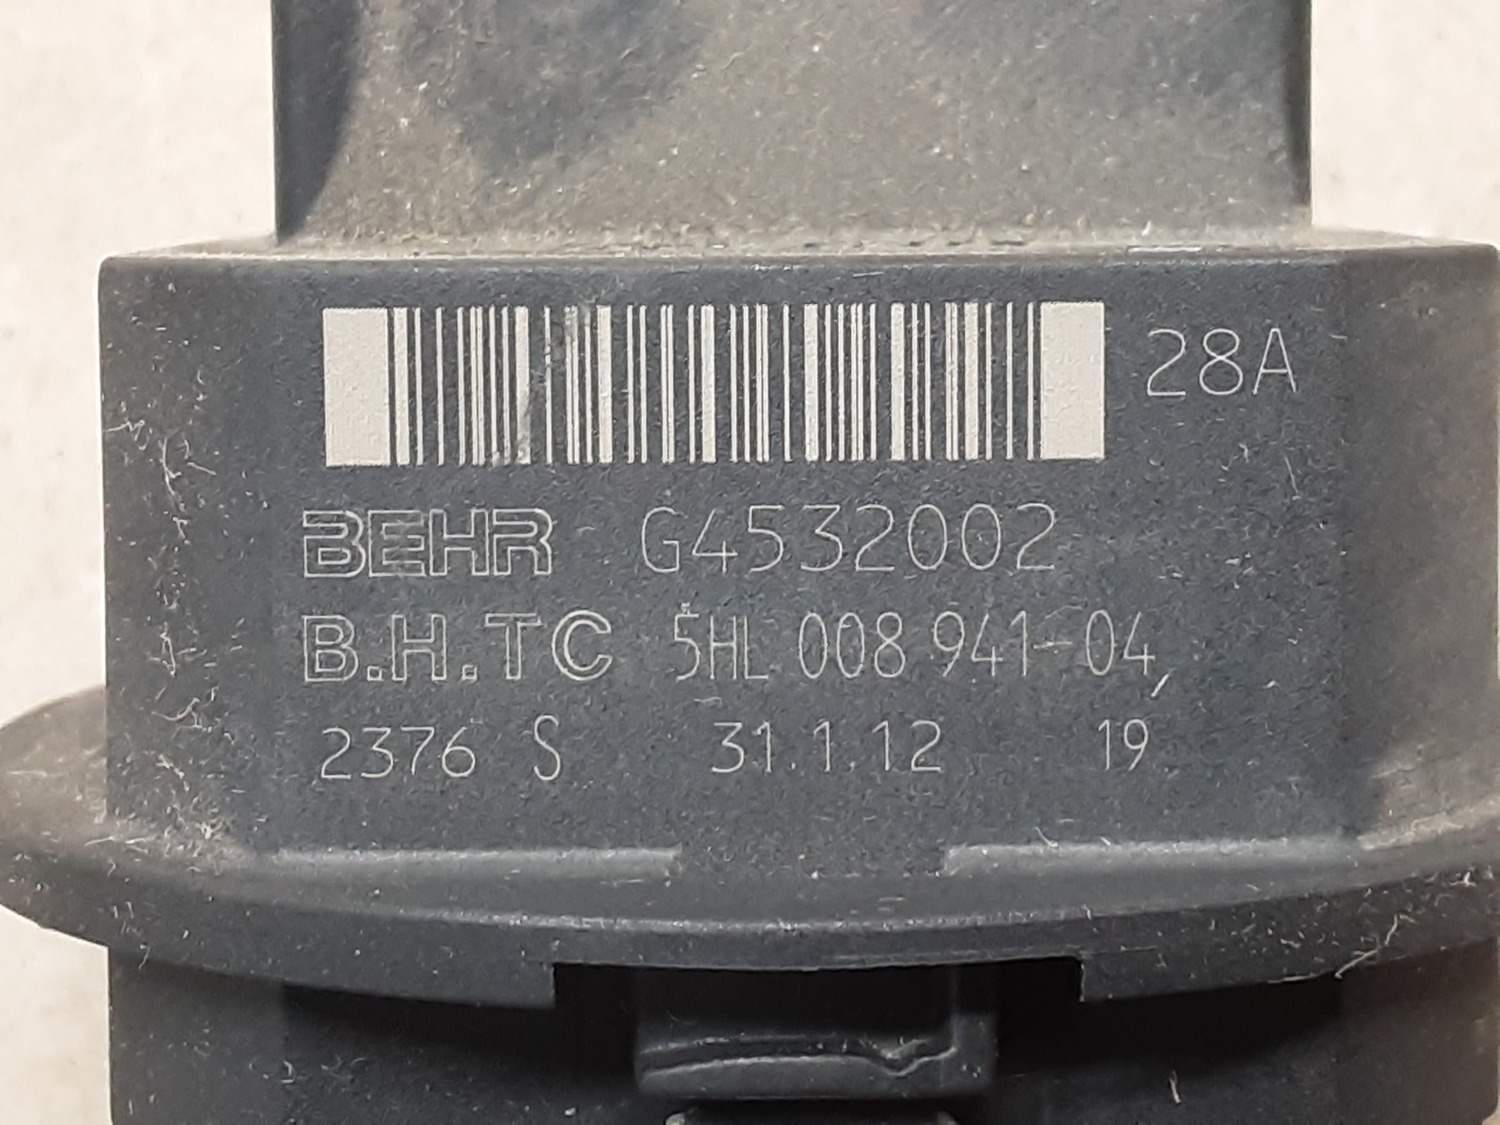 28A
BEHR G4532002
B.H.TC 5HL 008 941-04
2376 S 31.1.12 19